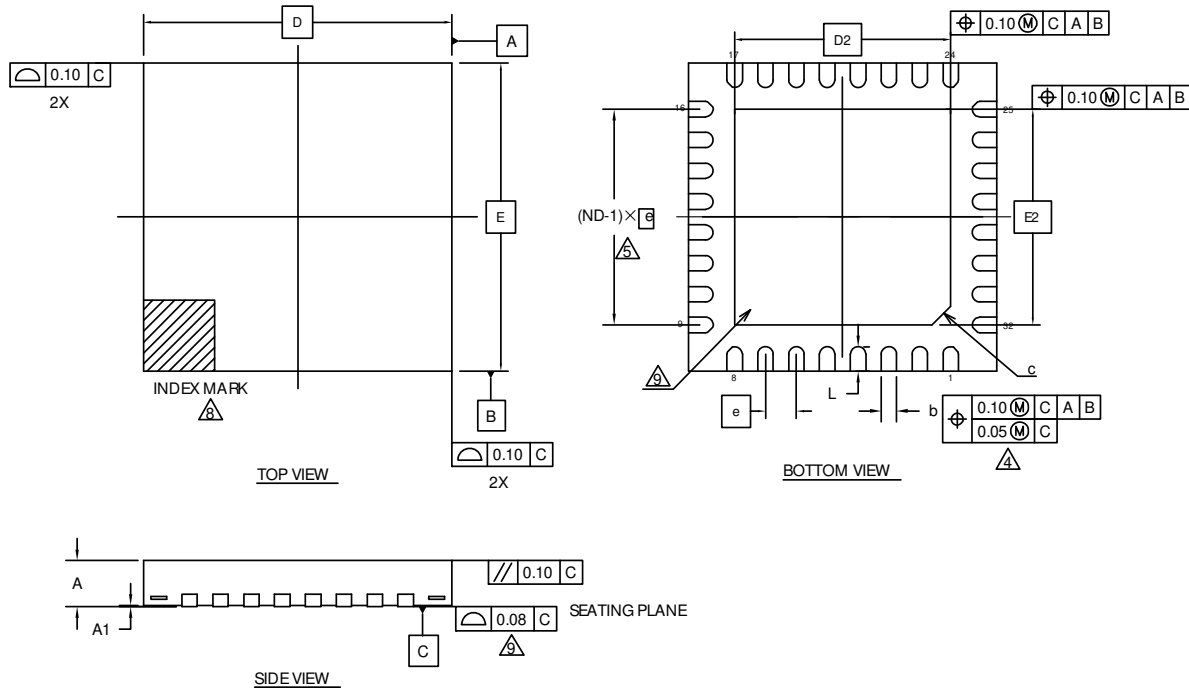 D
A
⌓ 0.10 C
2X
E
INDEX MARK
8
B
⌓ 0.10 C
2X
TOP VIEW
D2
⌖ 0.10 Ⓜ C A B
17
24
⌖ 0.10 Ⓜ C A B
16
25
(ND-1)× e
5
E2
9
32
9
8
1
c
L
e
b
⌖ 0.10 Ⓜ C A B
0.05 Ⓜ C
4
BOTTOM VIEW
A
// 0.10 C
A1
⌓ 0.08 C
SEATING PLANE
9
C
SIDE VIEW